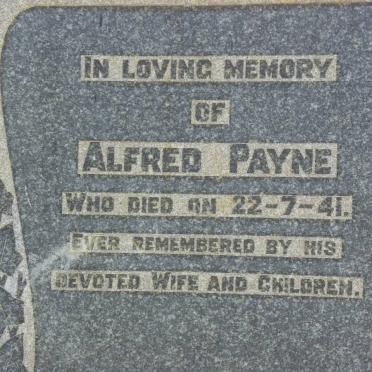 IN LOVING MEMORY
OF
ALFRED PAYNE
WHO DIED ON 22-7-41.
EVER REMEMBERED BY HIS
DEVOTED WIFE AND CHILDREN.